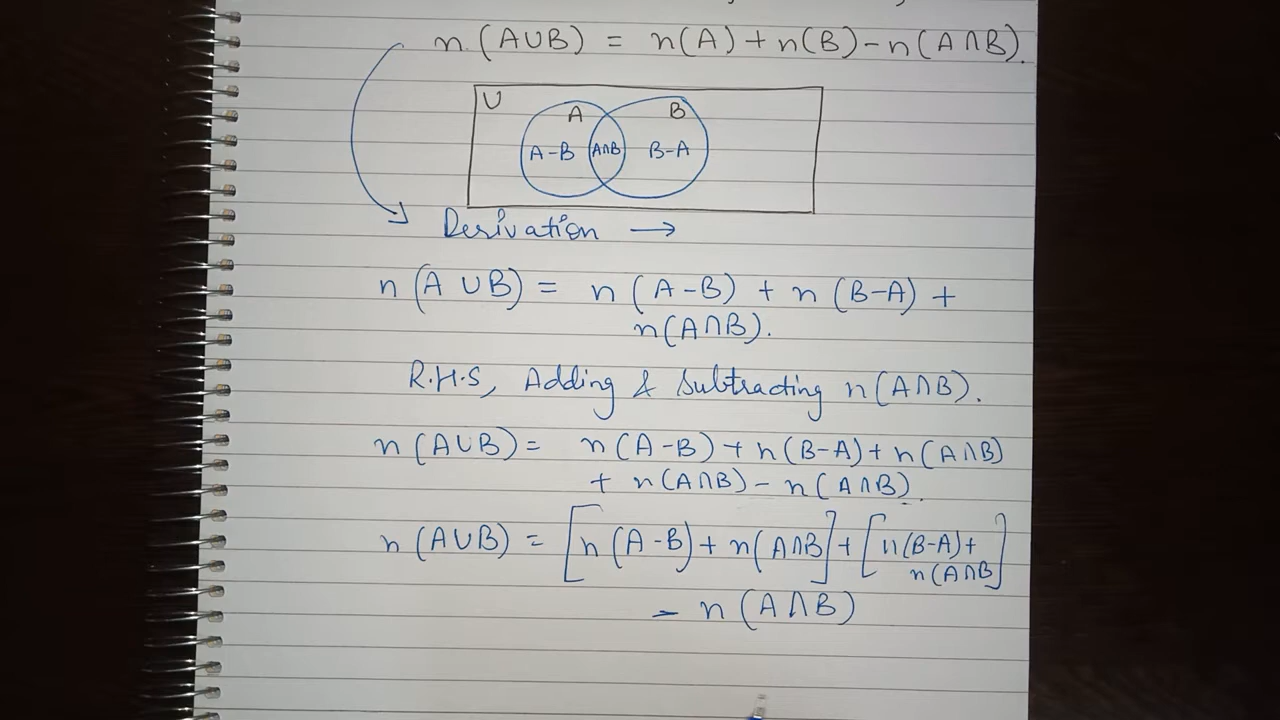 n(A∪B) = n(A)+n(B)-n(A∩B).
U
A
B
A-B
A∩B
B-A
Derivation →
n(A∪B) = n(A-B) + n(B-A) +
n(A∩B).
R.H.S, Adding & Subtracting n(A∩B).
n(A∪B) = n(A-B)+n(B-A)+n(A∩B)
+ n(A∩B) - n(A∩B).
n(A∪B) = [n(A-B)+n(A∩B]+[n(B-A)+
n(A∩B]
- n(A∩B)